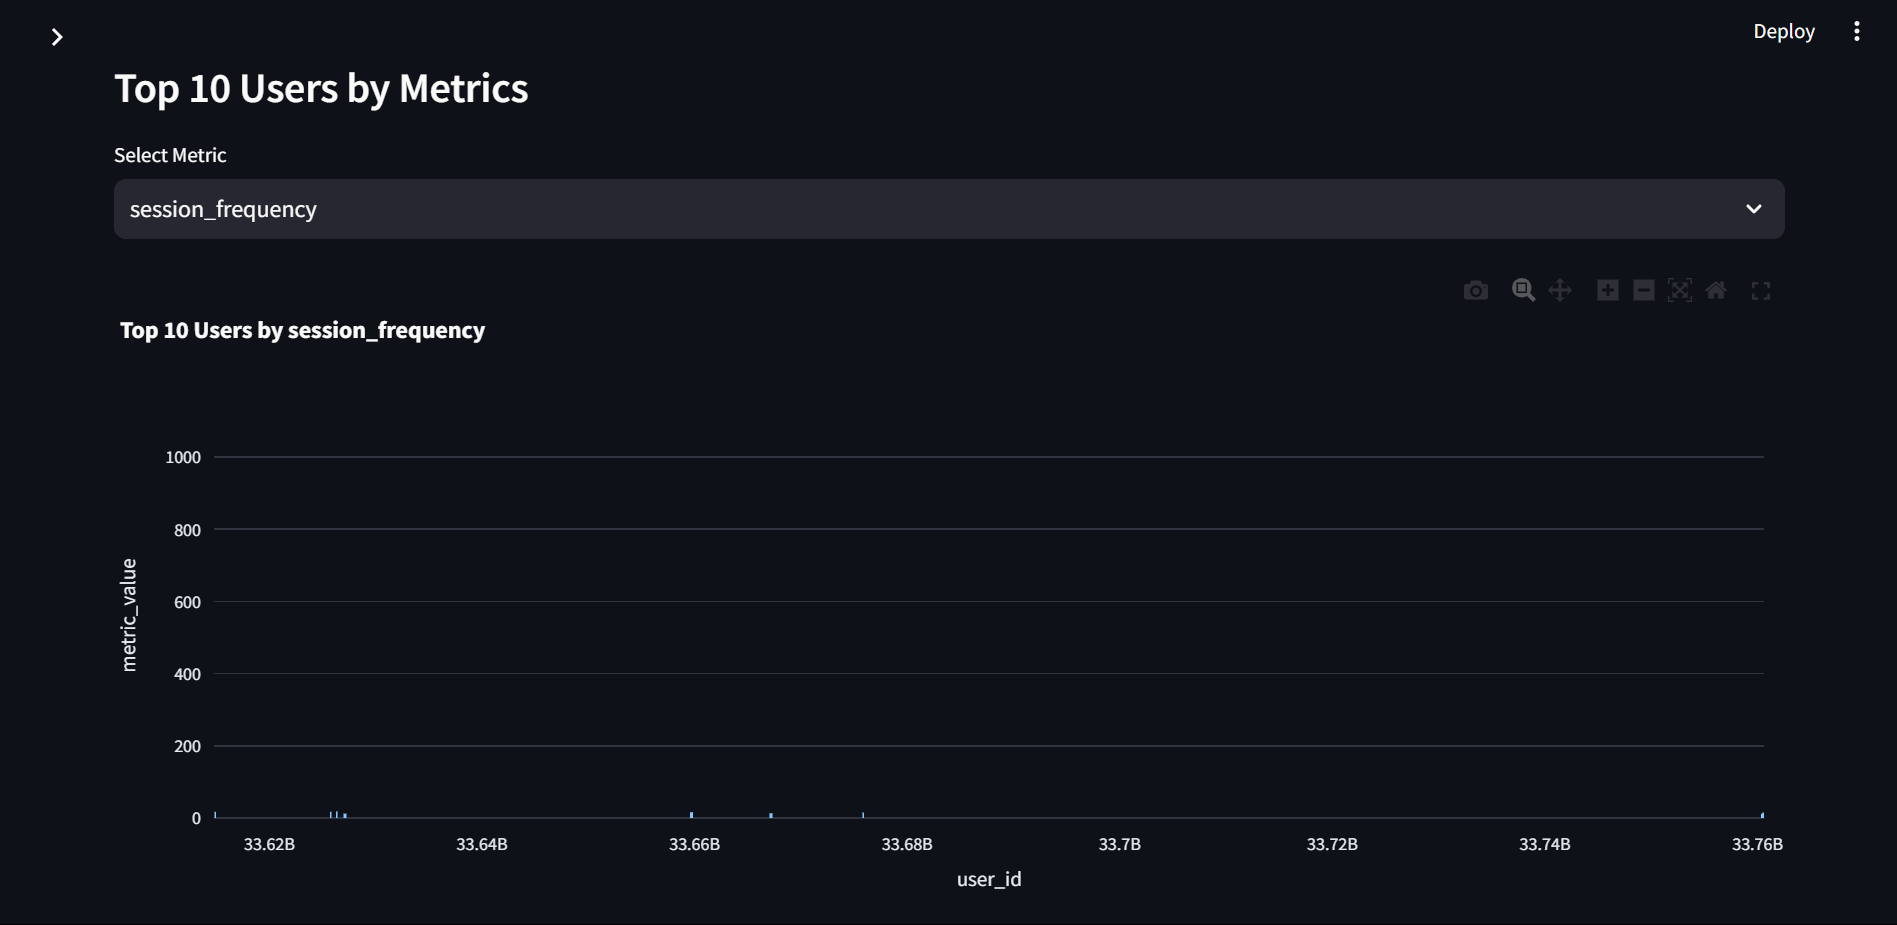 Deploy
Top 10 Users by Metrics
Select Metric
session_frequency
Top 10 Users by session_frequency
1000
800
600
400
200
0
metric_value
33.62B 33.64B 33.66B 33.68B 33.7B 33.72B 33.74B 33.76B
user_id